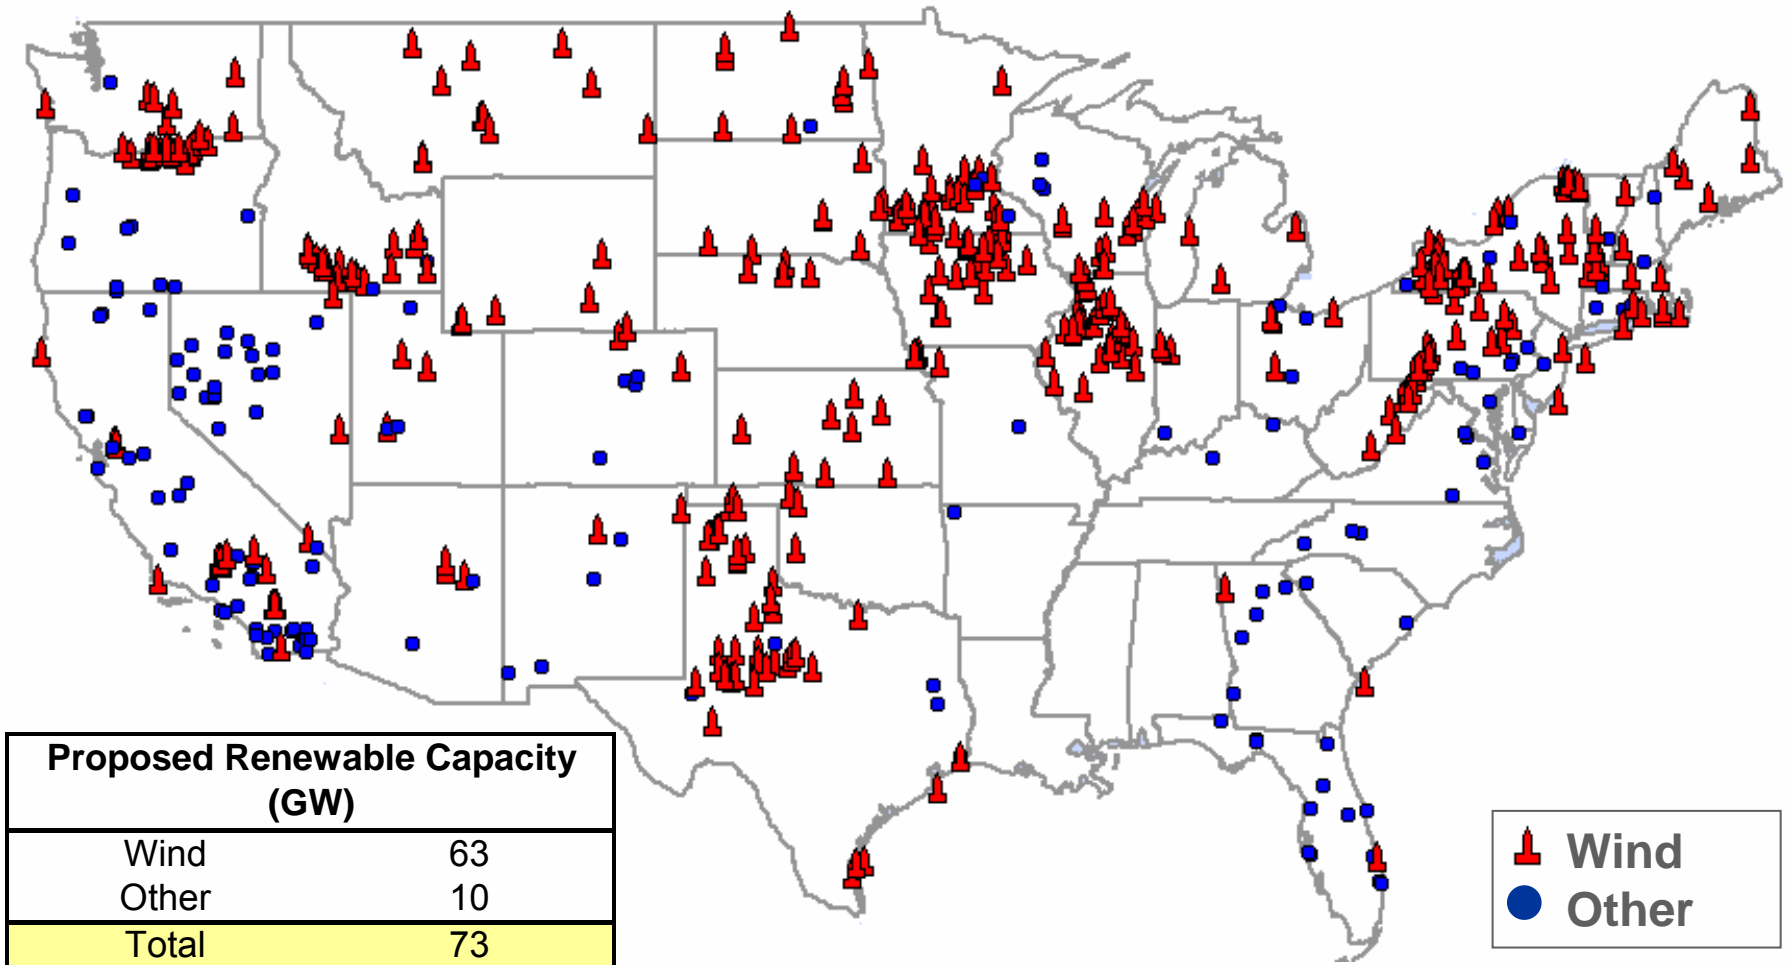 Proposed Renewable Capacity
(GW)
Wind 63
Other 10
Total 73
Wind
Other